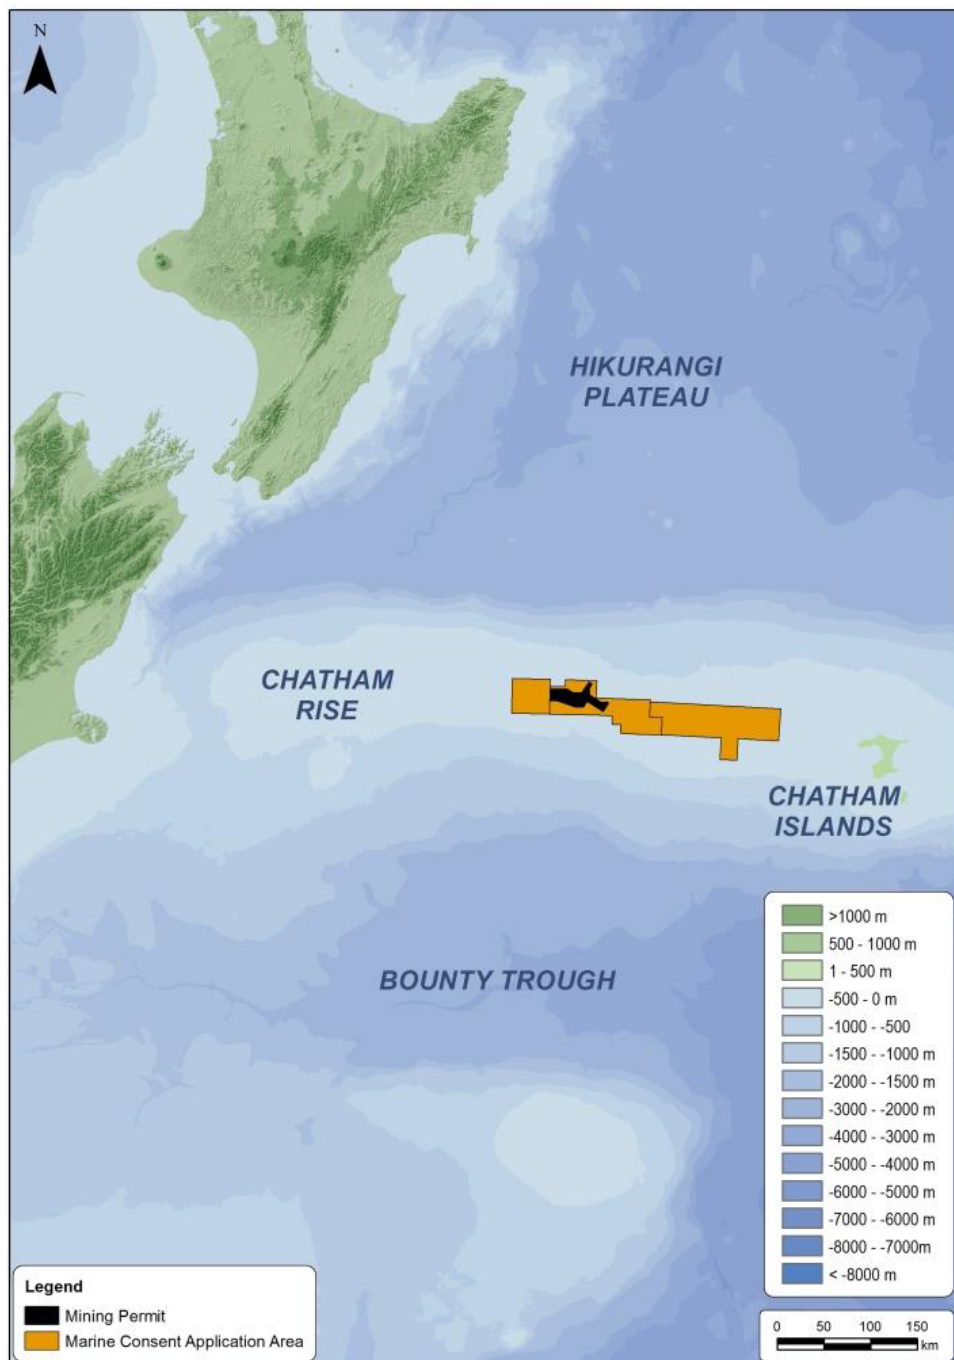 N
HIKURANGI
PLATEAU
CHATHAM
RISE
CHATHAM
ISLANDS
BOUNTY TROUGH
>1000 m
500 - 1000 m
1 - 500 m
-500 - 0 m
-1000 - -500
-1500 - -1000 m
-2000 - -1500 m
-3000 - -2000 m
-4000 - -3000 m
-5000 - -4000 m
-6000 - -5000 m
-7000 - -6000 m
-8000 - -7000m
< -8000 m
Legend
Mining Permit
Marine Consent Application Area
0 50 100 150
km